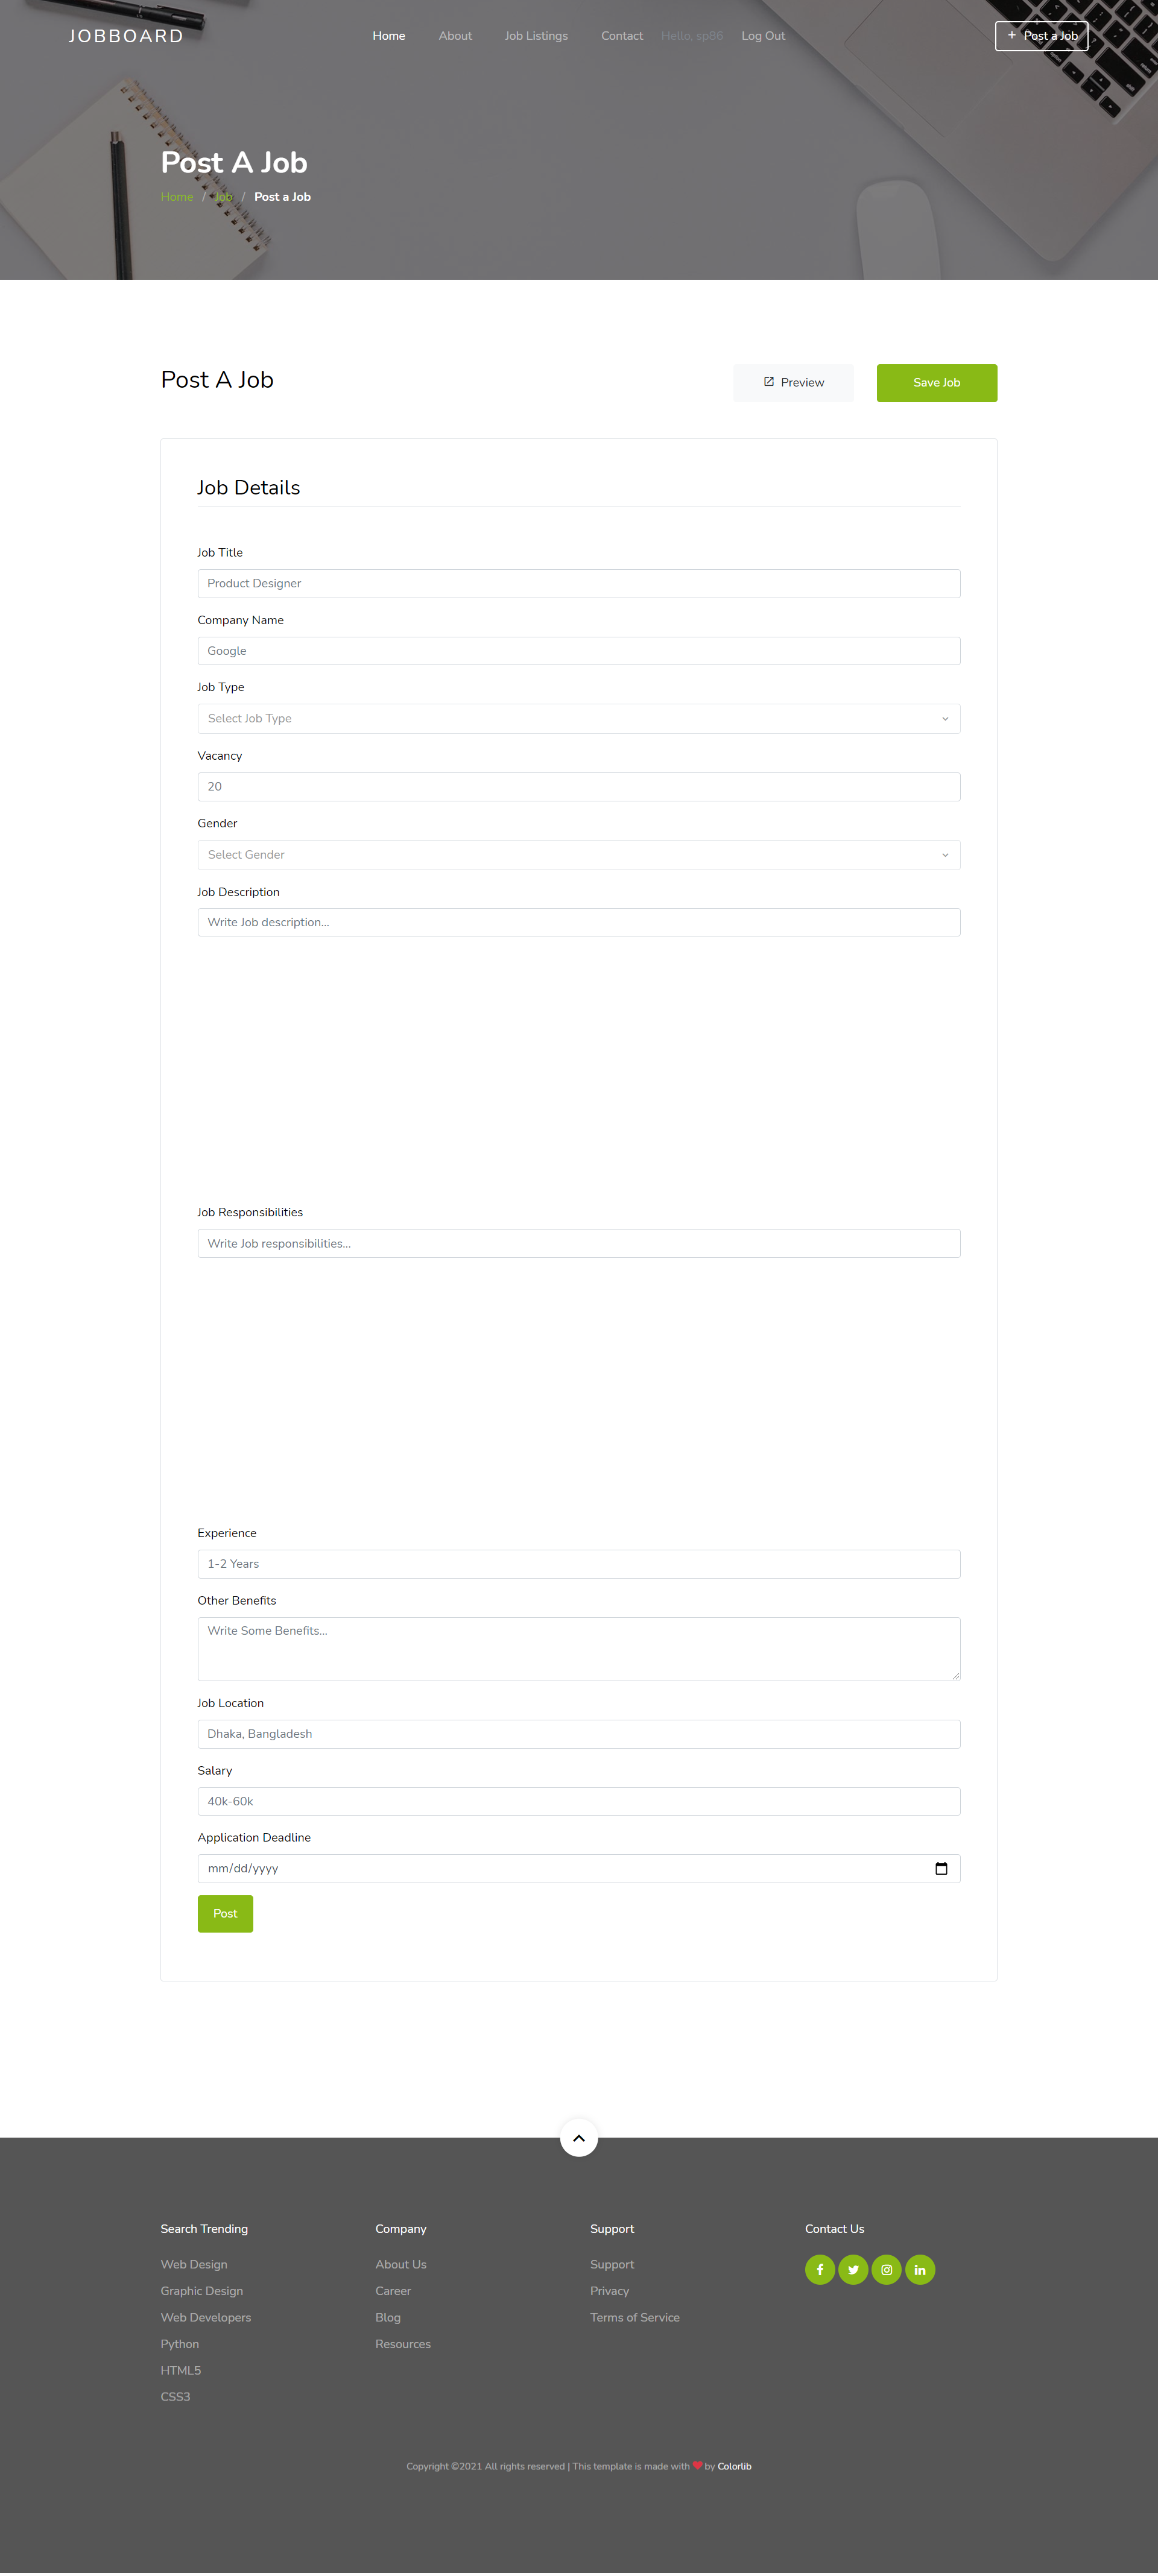 JOBBOARD
Home About Job Listings Contact Hello, sp86 Log Out
+ Post a Job
Post A Job
Home / Job / Post a Job
Post A Job
Preview
Save Job
Job Details
Job Title
Product Designer
Company Name
Google
Job Type
Select Job Type
Vacancy
20
Gender
Select Gender
Job Description
Write Job description...
Job Responsibilities
Write Job responsibilities...
Experience
1-2 Years
Other Benefits
Write Some Benefits...
Job Location
Dhaka, Bangladesh
Salary
40k-60k
Application Deadline
mm/dd/yyyy
Post
Search Trending
Web Design
Graphic Design
Web Developers
Python
HTML5
CSS3
Company
About Us
Career
Blog
Resources
Support
Support
Privacy
Terms of Service
Contact Us
Copyright ©2021 All rights reserved | This template is made with ♥ by Colorlib